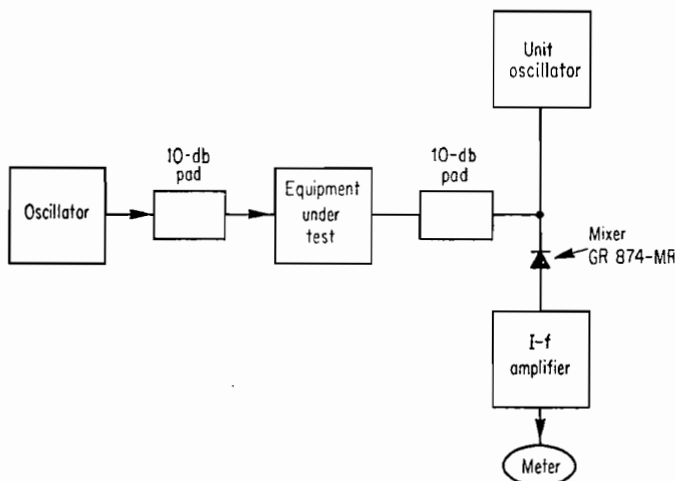 Unit
oscillator
10-db
pad
10-db
pad
Oscillator
Equipment
under
test
Mixer
GR 874-MR
I-f
amplifier
Meter